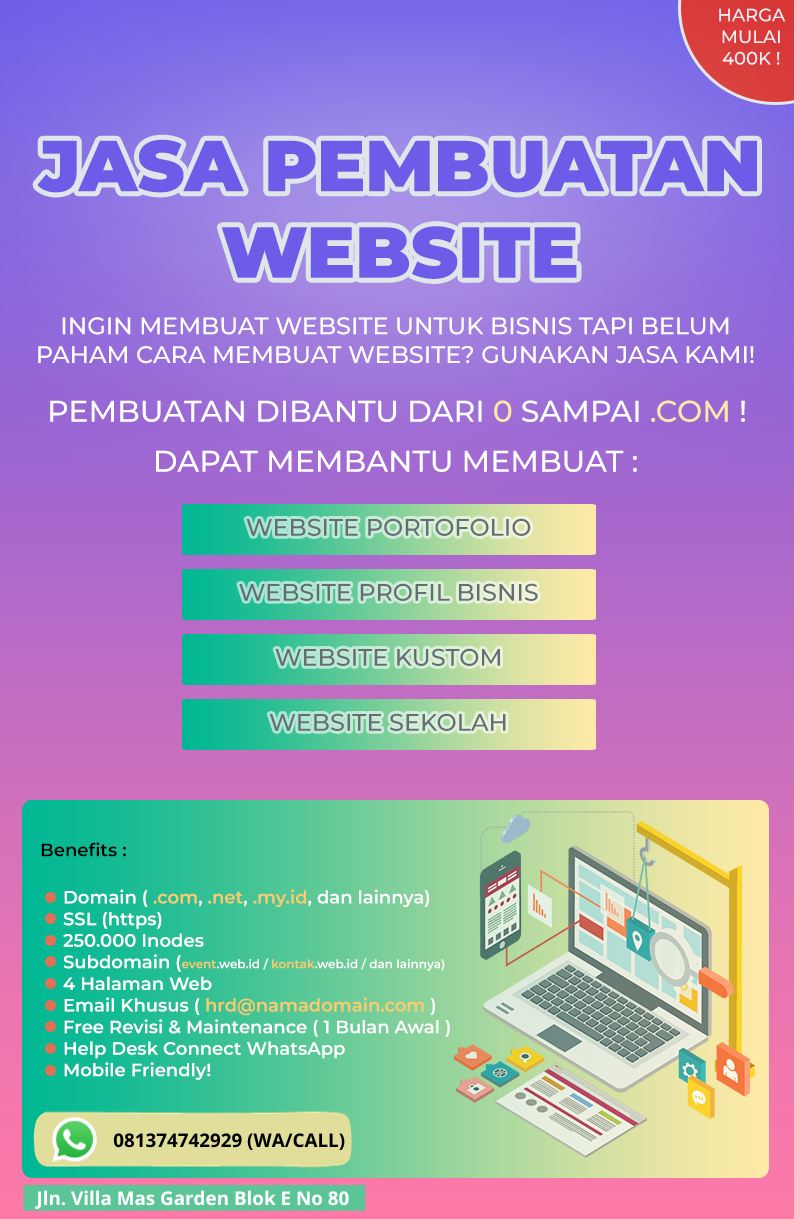 HARGA
MULAI
400K !
JASA PEMBUATAN
WEBSITE
INGIN MEMBUAT WEBSITE UNTUK BISNIS TAPI BELUM
PAHAM CARA MEMBUAT WEBSITE? GUNAKAN JASA KAMI!
PEMBUATAN DIBANTU DARI 0 SAMPAI .COM !
DAPAT MEMBANTU MEMBUAT :
WEBSITE PORTOFOLIO
WEBSITE PROFIL BISNIS
WEBSITE KUSTOM
WEBSITE SEKOLAH
Benefits :
Domain ( .com, .net, .my.id, dan lainnya)
SSL (https)
250.000 Inodes
Subdomain (event.web.id / kontak.web.id / dan lainnya)
4 Halaman Web
Email Khusus ( hrd@namadomain.com )
Free Revisi & Maintenance ( 1 Bulan Awal )
Help Desk Connect WhatsApp
Mobile Friendly!
081374742929 (WA/CALL)
Jln. Villa Mas Garden Blok E No 80